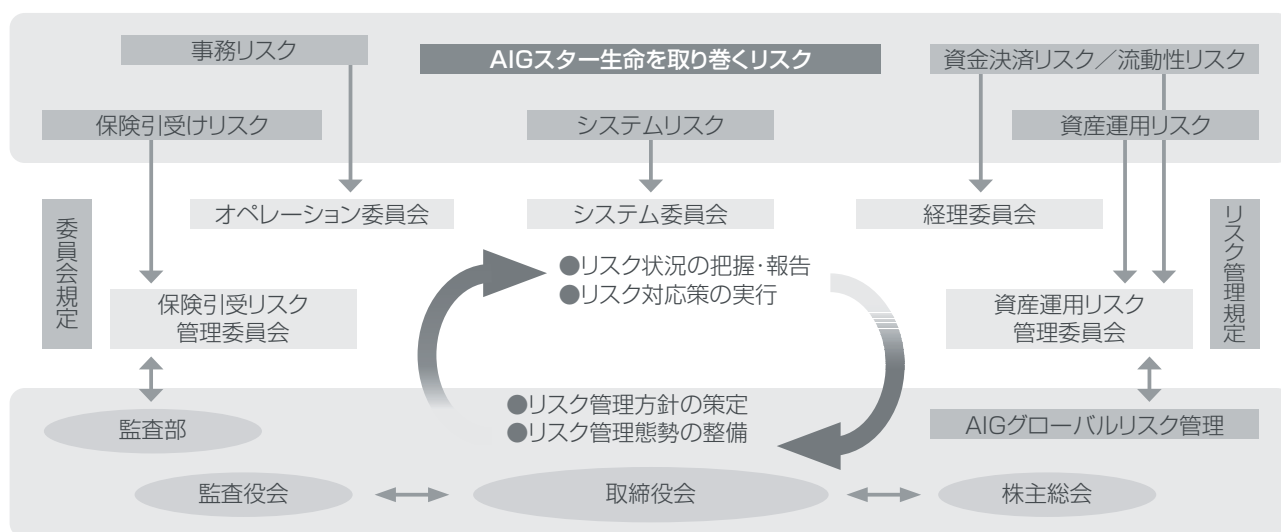 事務リスク
AIGスター生命を取り巻くリスク
資金決済リスク／流動性リスク
保険引受けリスク
システムリスク
資産運用リスク
委員会規定
オペレーション委員会
システム委員会
経理委員会
リスク管理規定
●リスク状況の把握・報告
●リスク対応策の実行
保険引受リスク
管理委員会
資産運用リスク
管理委員会
●リスク管理方針の策定
●リスク管理態勢の整備
監査部
AIGグローバルリスク管理
監査役会
取締役会
株主総会